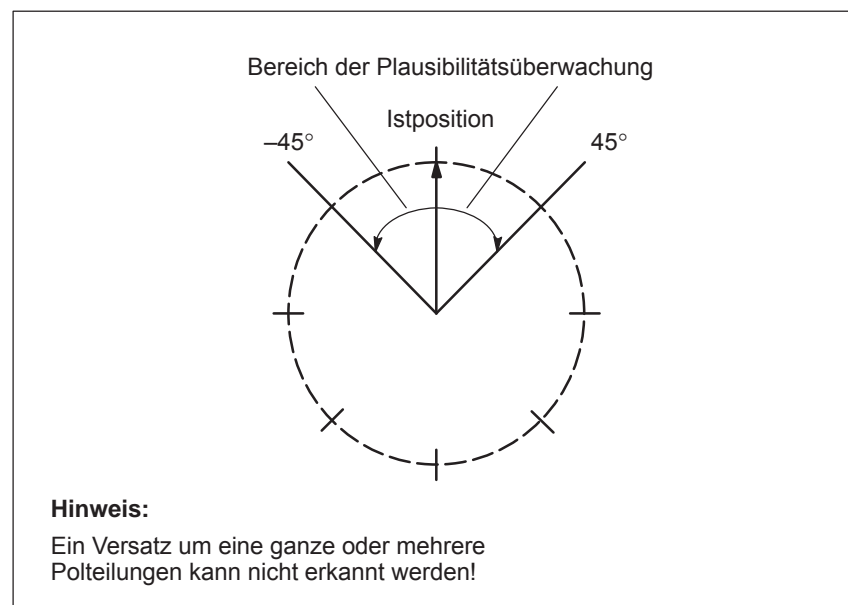 Bereich der Plausibilitätsüberwachung
Istposition
–45°
45°
Hinweis:
Ein Versatz um eine ganze oder mehrere
Polteilungen kann nicht erkannt werden!